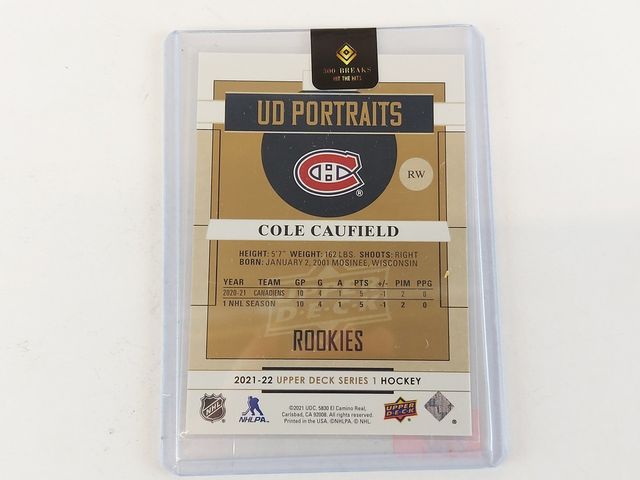 300 BREAKS
HIT THE HITS
UD PORTRAITS
RW
COLE CAUFIELD
HEIGHT: 5'7" WEIGHT: 162 LBS. SHOOTS: RIGHT
BORN: JANUARY 2, 2001 MOSINEE, WISCONSIN
YEAR TEAM GP G A PTS +/- PIM PPG
2020-21 CANADIENS 10 4 1 5 -1 2 0
1 NHL SEASON 10 4 1 5 -1 2 0
UPPER DECK
ROOKIES
2021-22 UPPER DECK SERIES 1 HOCKEY
NHL NHLPA ©2021 UDC, 5830 El Camino Real, UPPER DECK
Carlsbad, CA 92008. All rights reserved.
Printed in the USA. ©NHLPA, © NHL.